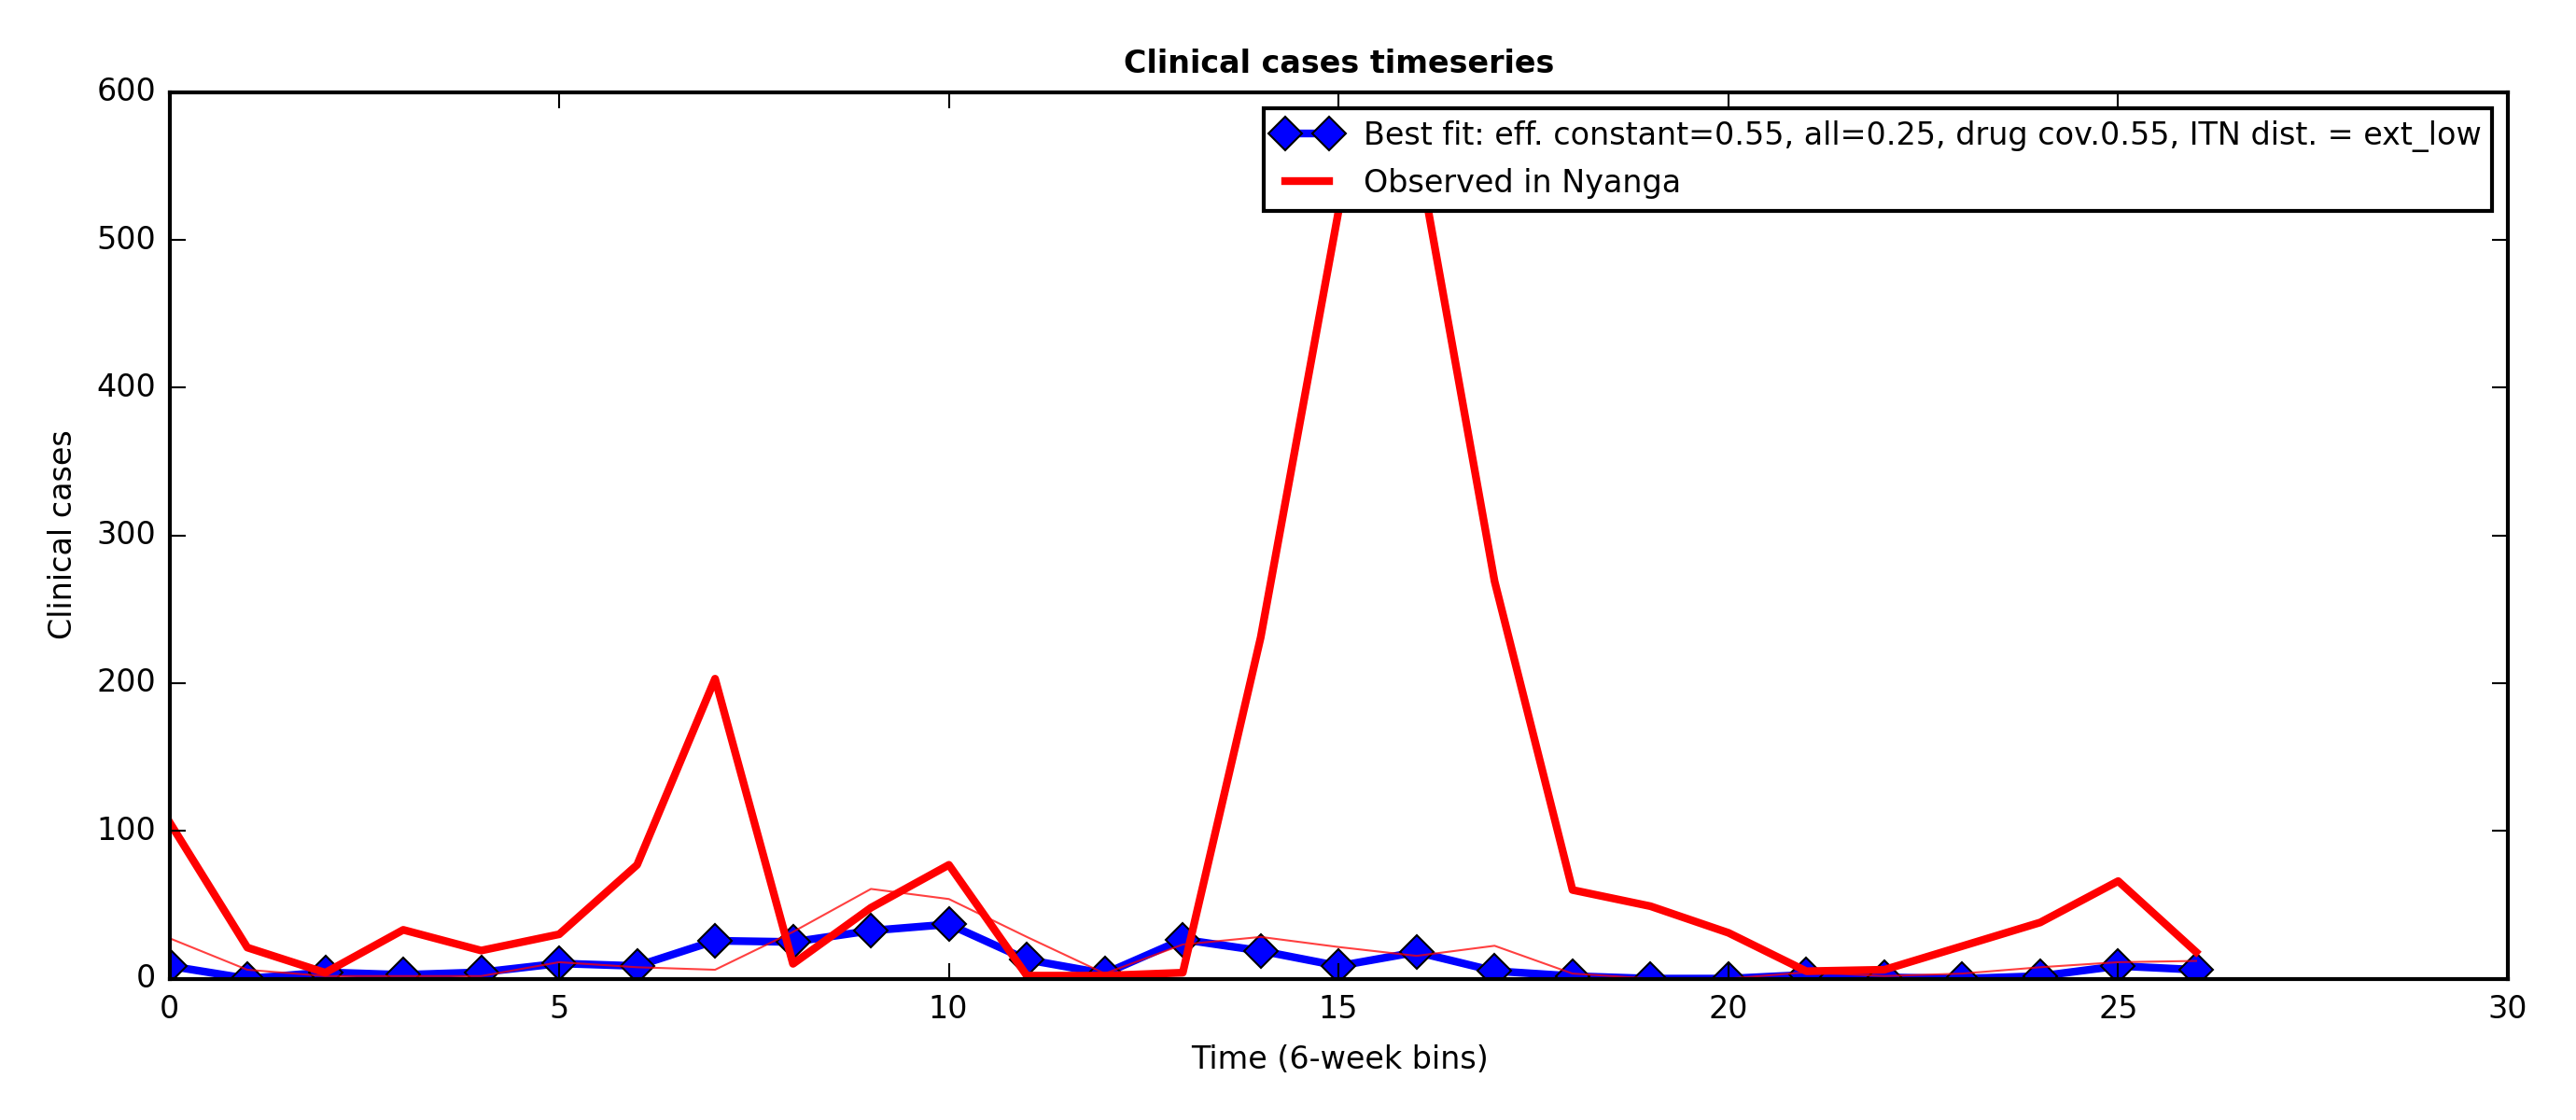 Clinical cases timeseries
600
500
400
300
200
100
0
Clinical cases
Best fit: eff. constant=0.55, all=0.25, drug cov.0.55, ITN dist. = ext_low
Observed in Nyanga
0 5 10 15 20 25 30
Time (6-week bins)